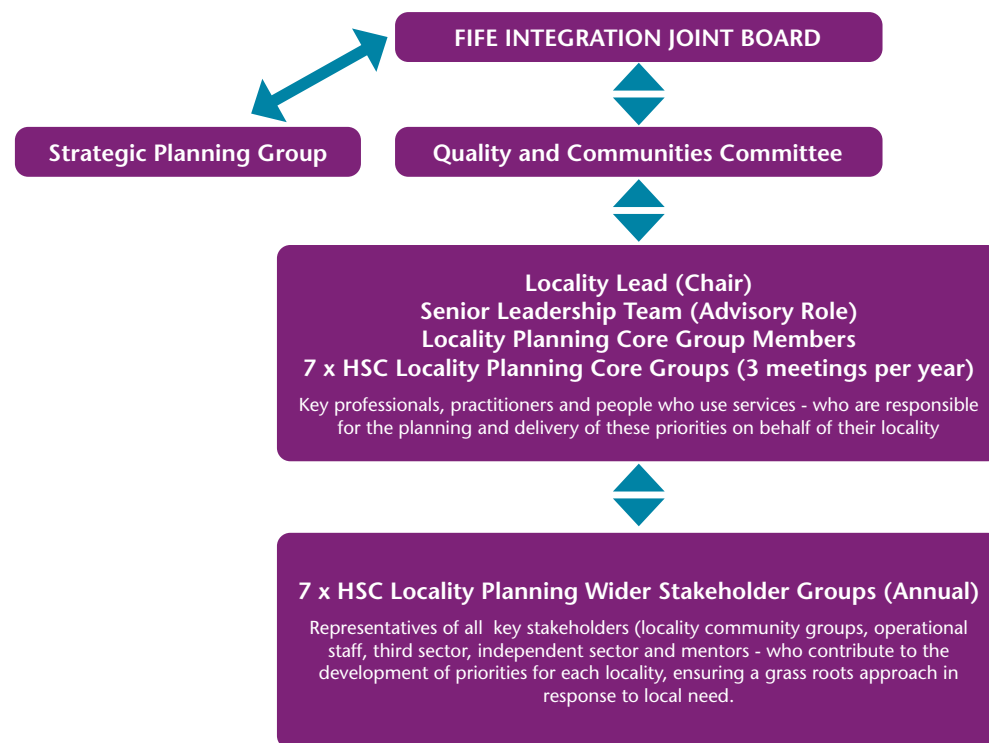 FIFE INTEGRATION JOINT BOARD
Strategic Planning Group
Quality and Communities Committee
Locality Lead (Chair)
Senior Leadership Team (Advisory Role)
Locality Planning Core Group Members
7 x HSC Locality Planning Core Groups (3 meetings per year)
Key professionals, practitioners and people who use services - who are responsible
for the planning and delivery of these priorities on behalf of their locality
7 x HSC Locality Planning Wider Stakeholder Groups (Annual)
Representatives of all key stakeholders (locality community groups, operational
staff, third sector, independent sector and mentors - who contribute to the
development of priorities for each locality, ensuring a grass roots approach in
response to local need.